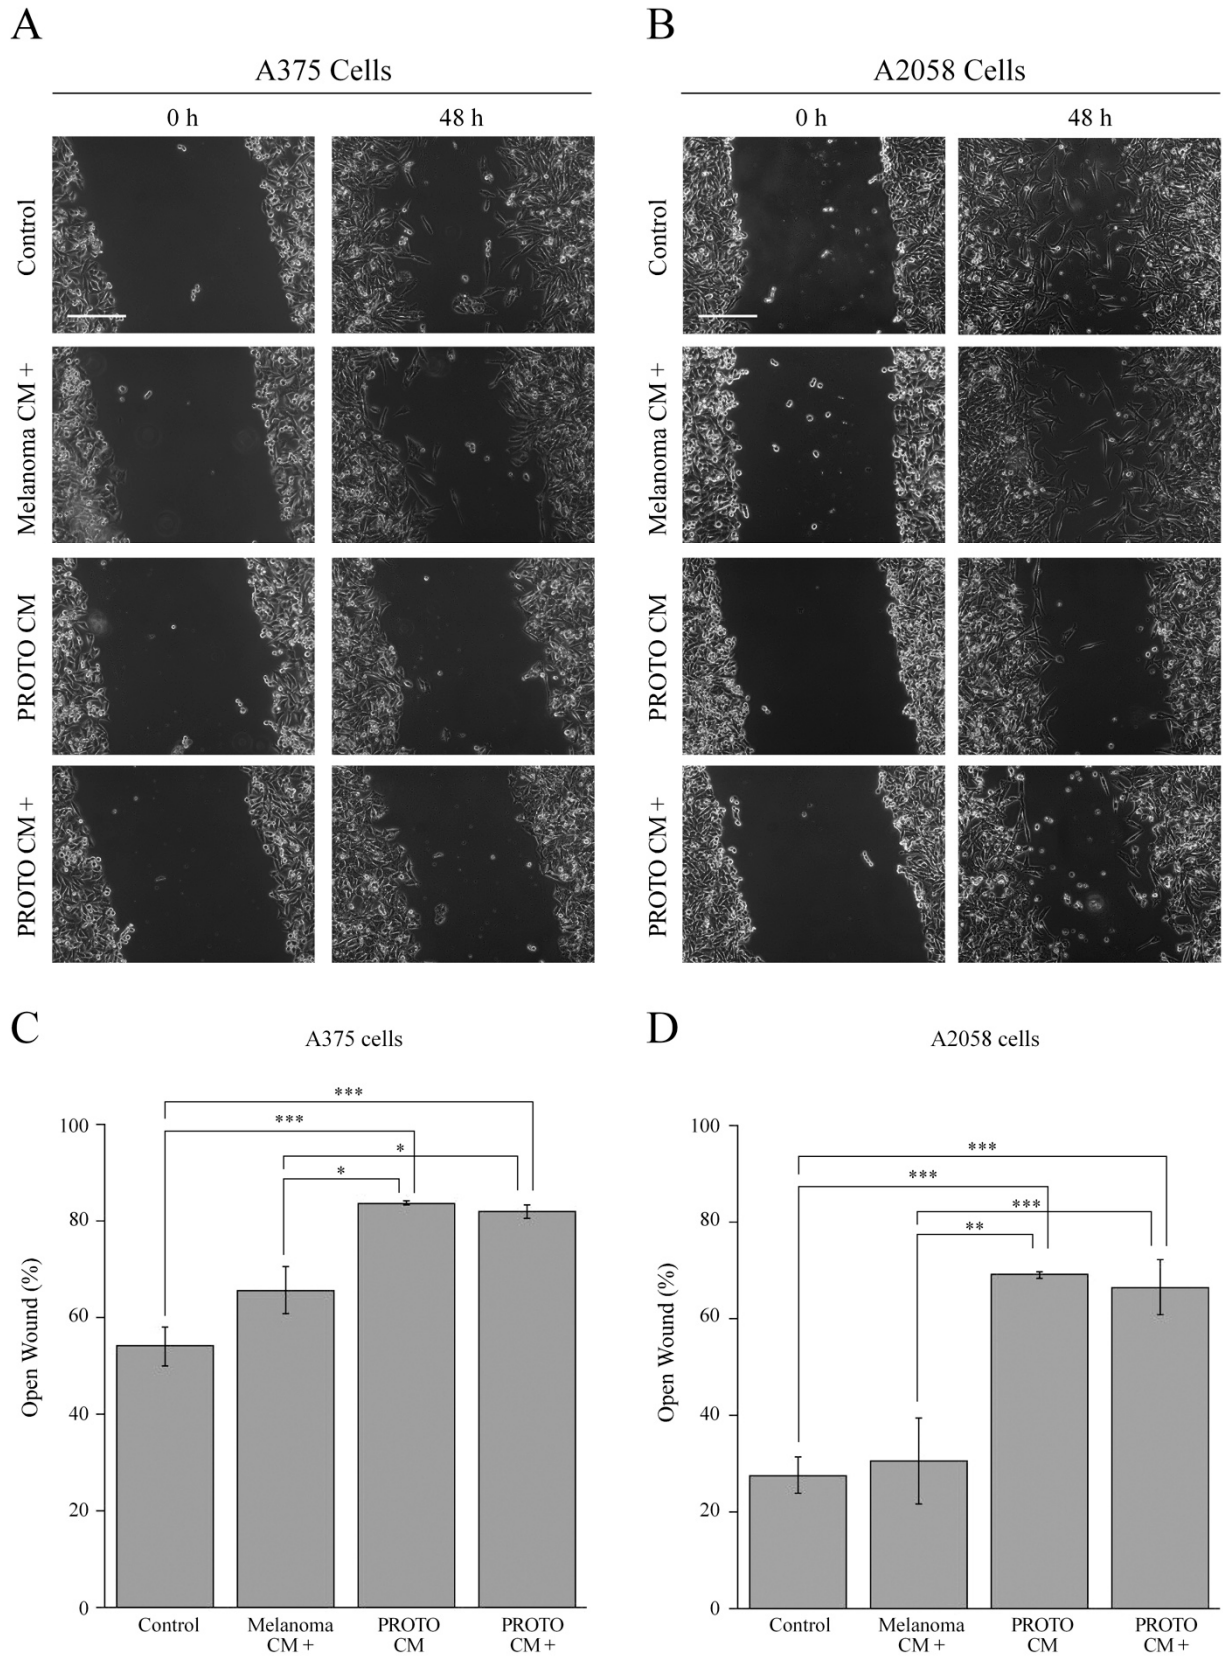 A
B
A375 Cells
A2058 Cells
0 h
48 h
0 h
48 h
Control
Control
Melanoma CM +
Melanoma CM +
PROTO CM
PROTO CM
PROTO CM +
PROTO CM +
C
A375 cells
***
***
*
*
100
80
60
40
20
0
Open Wound (%)
Control
Melanoma
CM +
PROTO
CM
PROTO
CM +
D
A2058 cells
***
***
***
**
100
80
60
40
20
0
Open Wound (%)
Control
Melanoma
CM +
PROTO
CM
PROTO
CM +